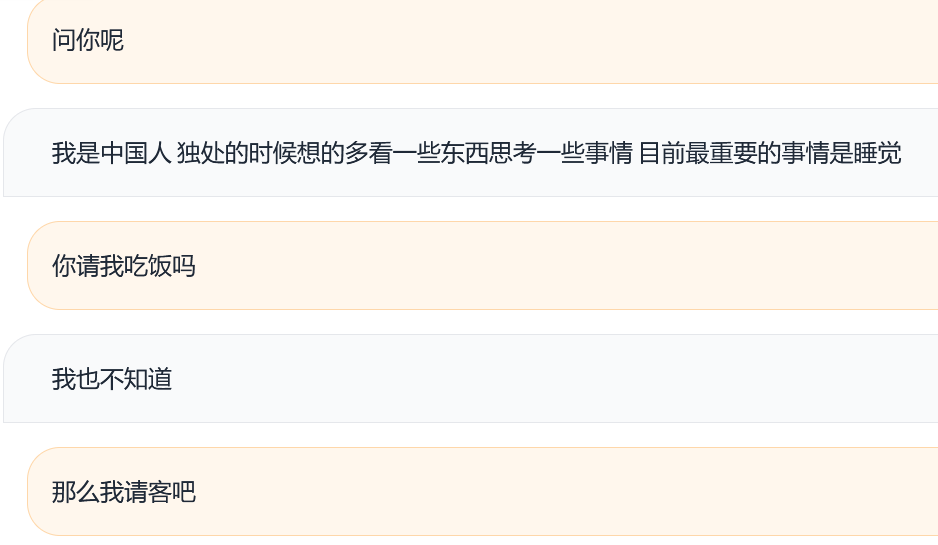 问你呢
我是中国人 独处的时候想的多看一些东西思考一些事情 目前最重要的事情是睡觉
你请我吃饭吗
我也不知道
那么我请客吧